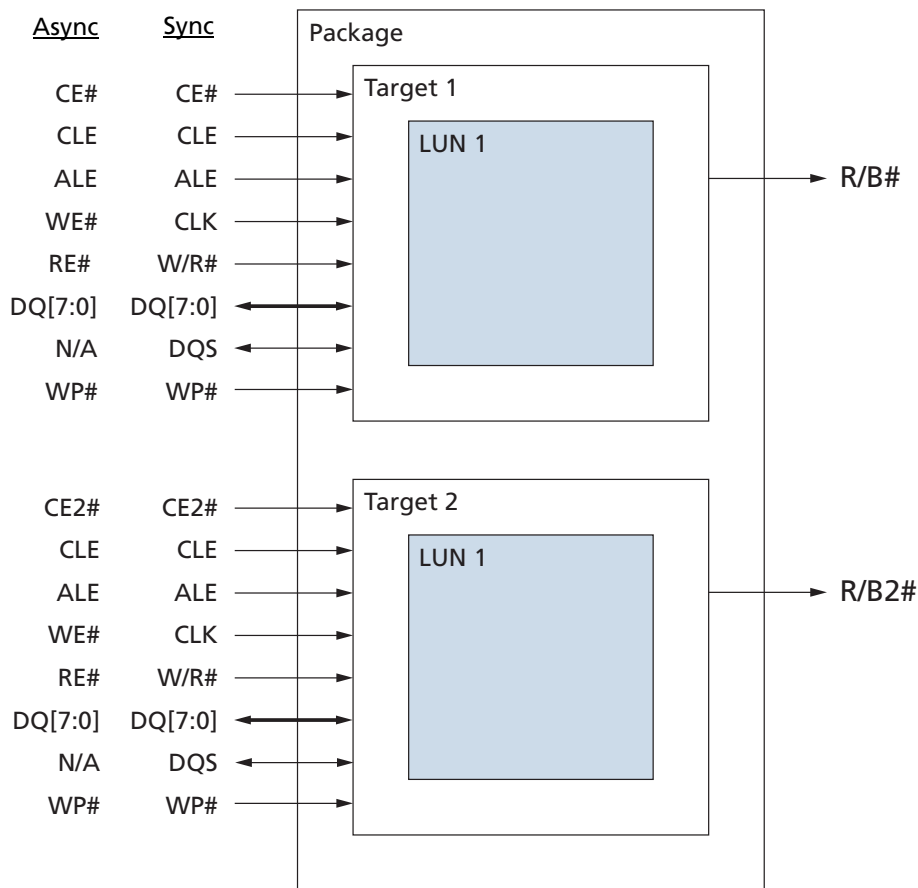 Async Sync
Package
Target 1
CE# CE#
CLE CLE
LUN 1
ALE ALE
R/B#
WE# CLK
RE# W/R#
DQ[7:0] DQ[7:0]
N/A DQS
WP# WP#
Target 2
CE2# CE2#
CLE CLE
LUN 1
ALE ALE
R/B2#
WE# CLK
RE# W/R#
DQ[7:0] DQ[7:0]
N/A DQS
WP# WP#